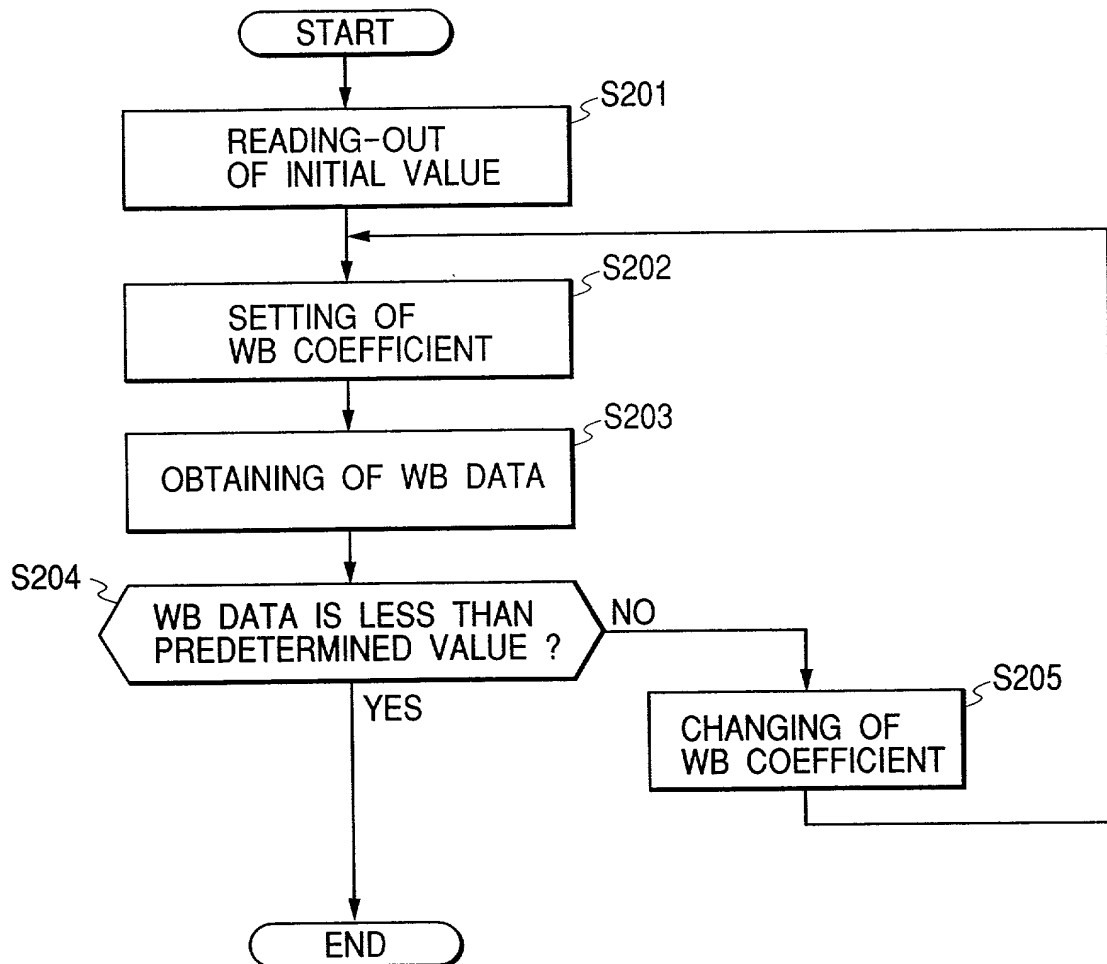 START
S201
READING-OUT
OF INITIAL VALUE
S202
SETTING OF
WB COEFFICIENT
S203
OBTAINING OF WB DATA
S204
WB DATA IS LESS THAN
PREDETERMINED VALUE ?
NO
YES
S205
CHANGING OF
WB COEFFICIENT
END